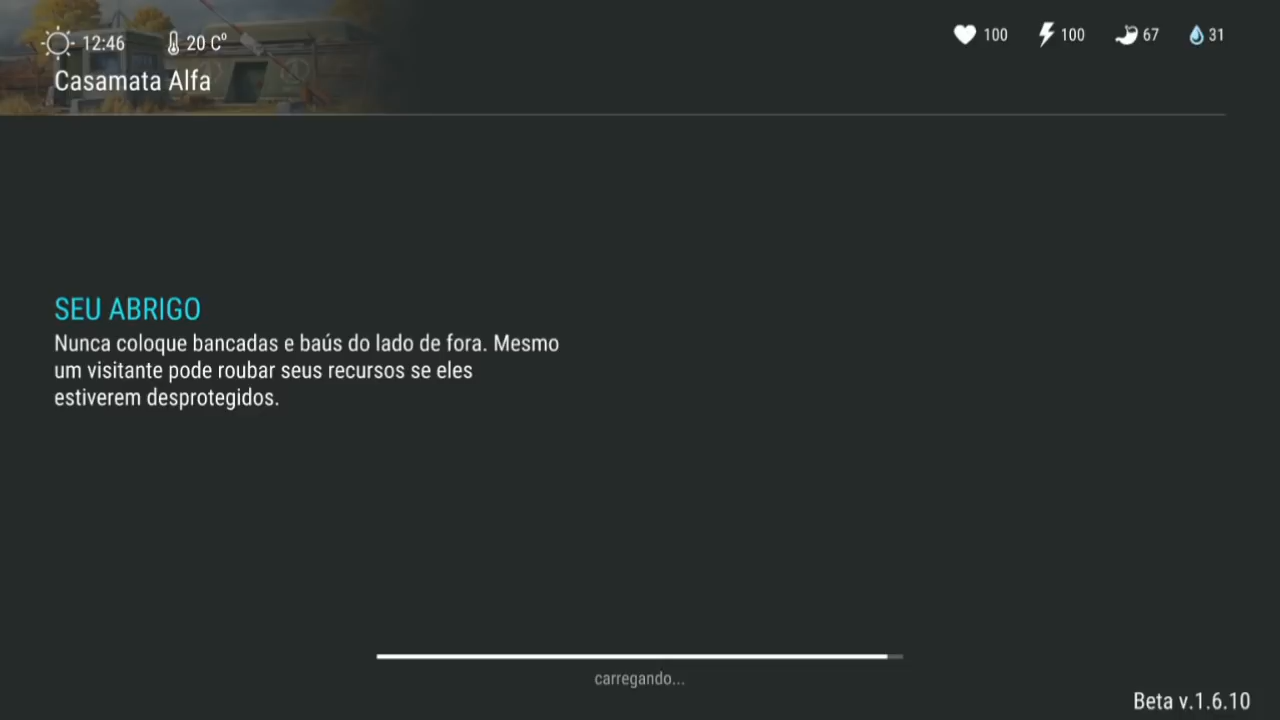 12:46 20 Cº
100 100 67 31
Casamata Alfa
SEU ABRIGO
Nunca coloque bancadas e baús do lado de fora. Mesmo
um visitante pode roubar seus recursos se eles
estiverem desprotegidos.
carregando...
Beta v.1.6.10